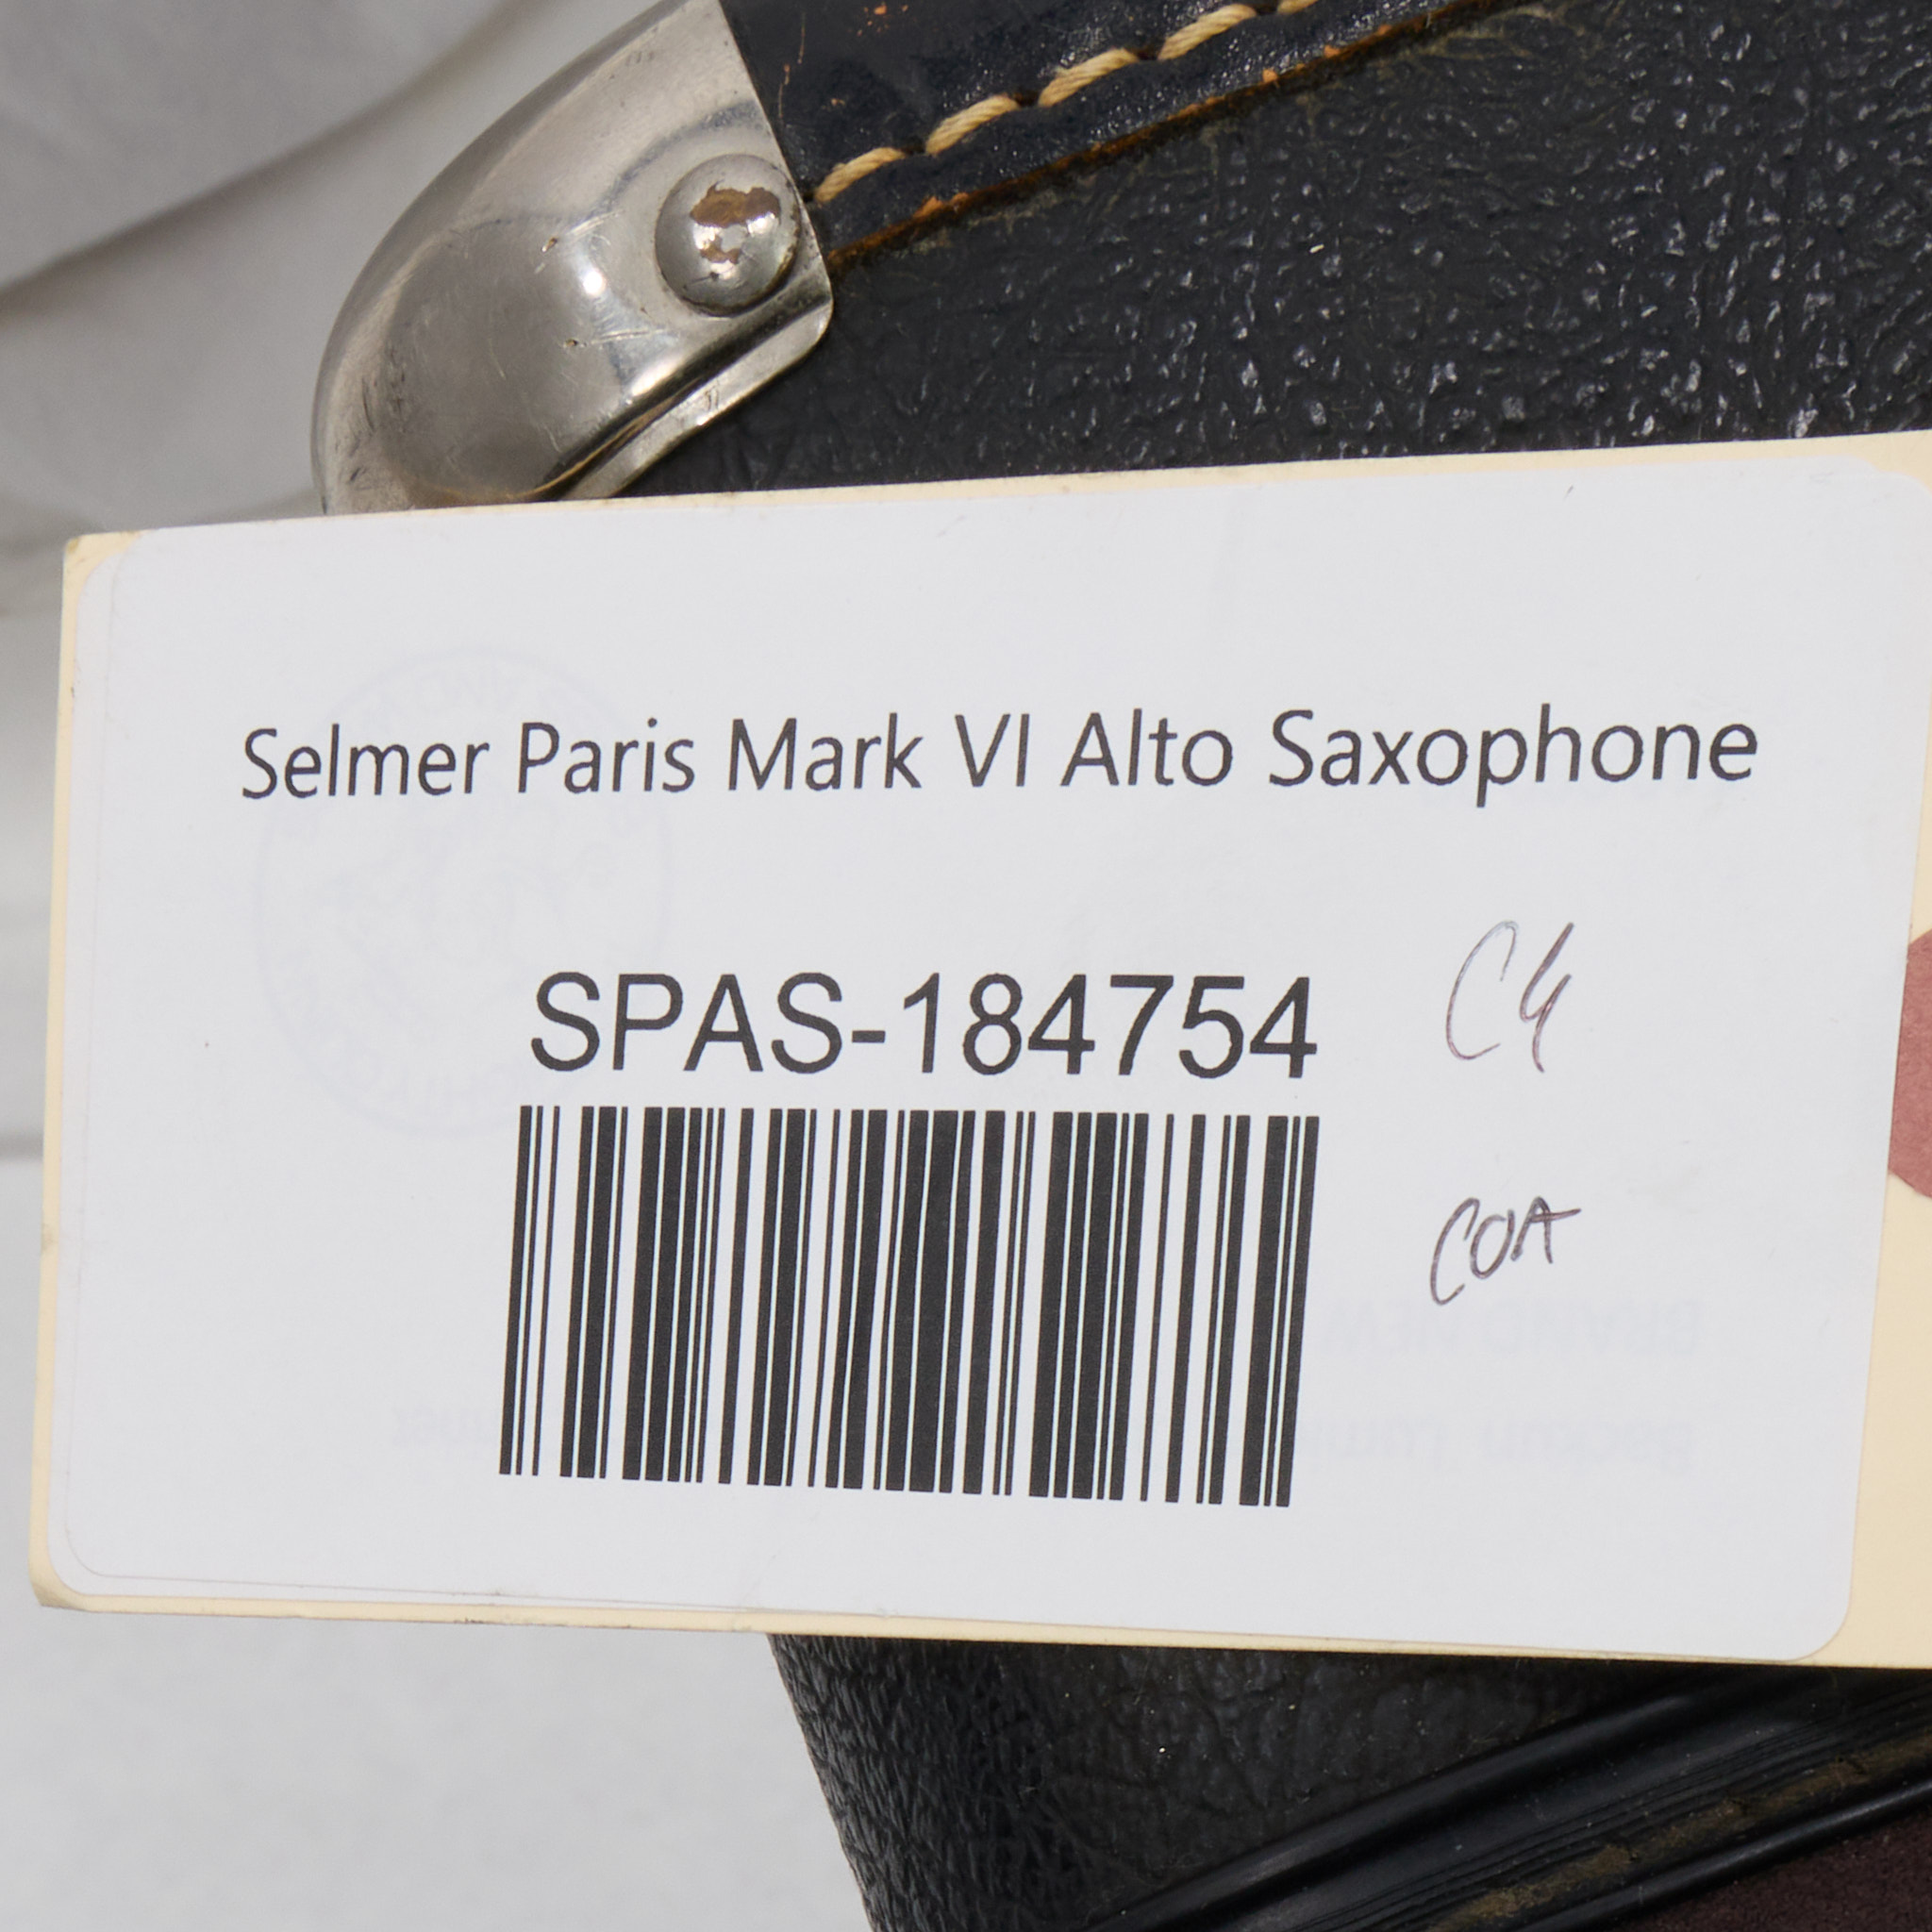 Selmer Paris Mark VI Alto Saxophone
SPAS-184754
C4
COA